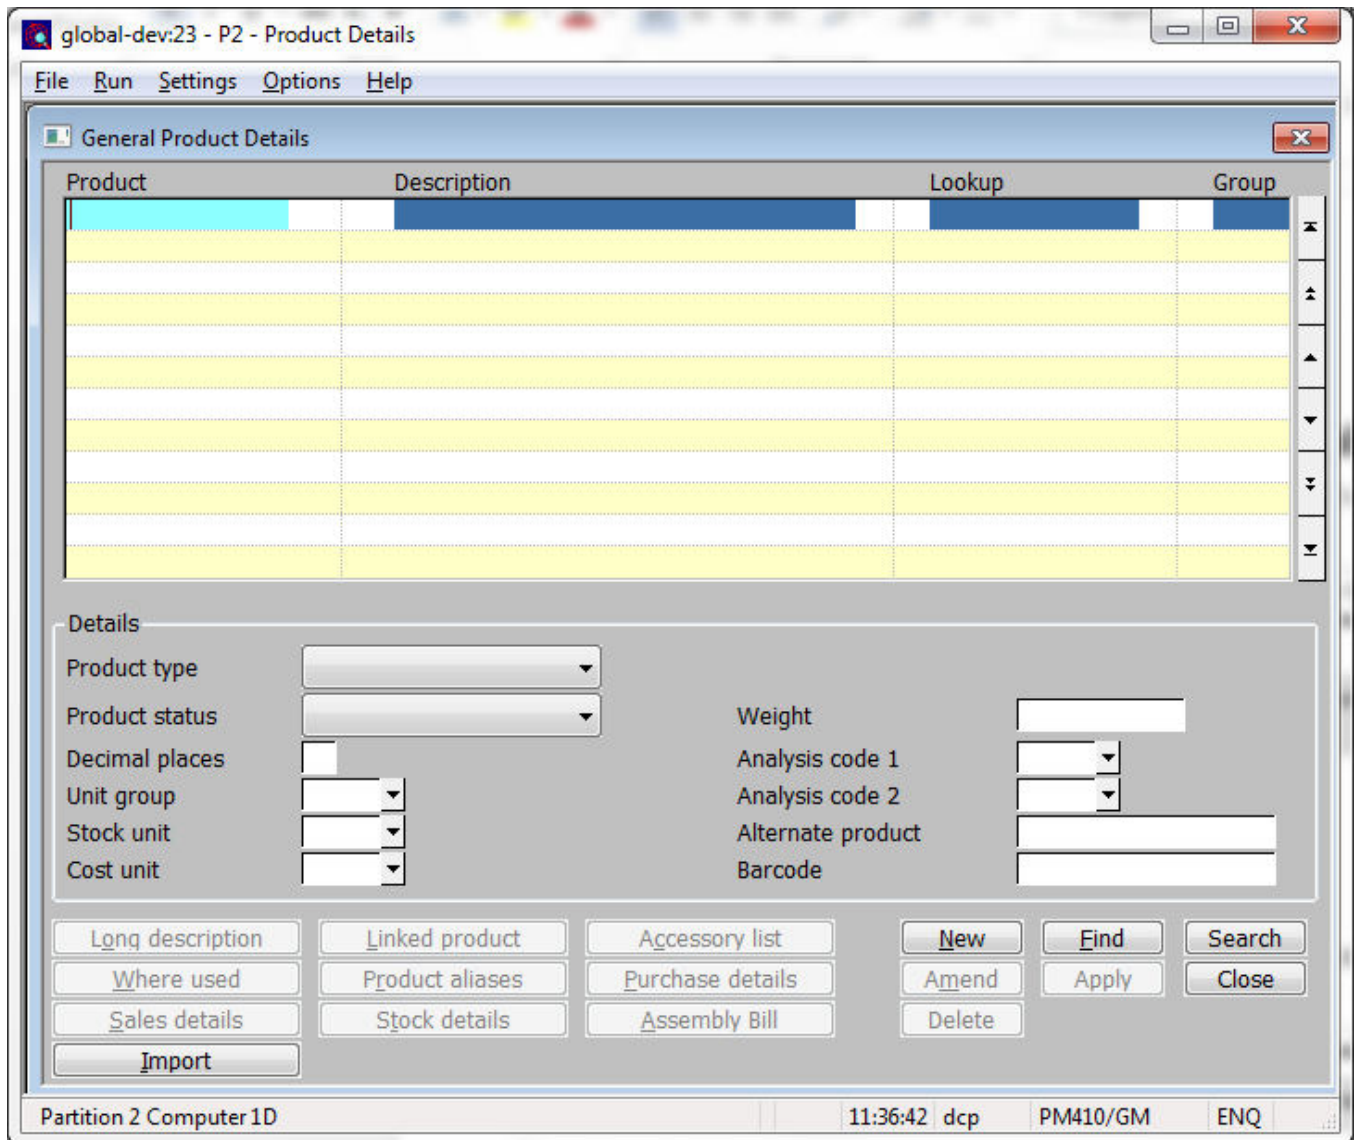 global-dev:23 - P2 - Product Details
File Run Settings Options Help
General Product Details
Product Description Lookup Group
Details
Product type
Product status Weight
Decimal places Analysis code 1
Unit group Analysis code 2
Stock unit Alternate product
Cost unit Barcode
Long description Linked product Accessory list New Find Search
Where used Product aliases Purchase details Amend Apply Close
Sales details Stock details Assembly Bill Delete
Import
Partition 2 Computer 1D 11:36:42 dcp PM410/GM ENQ